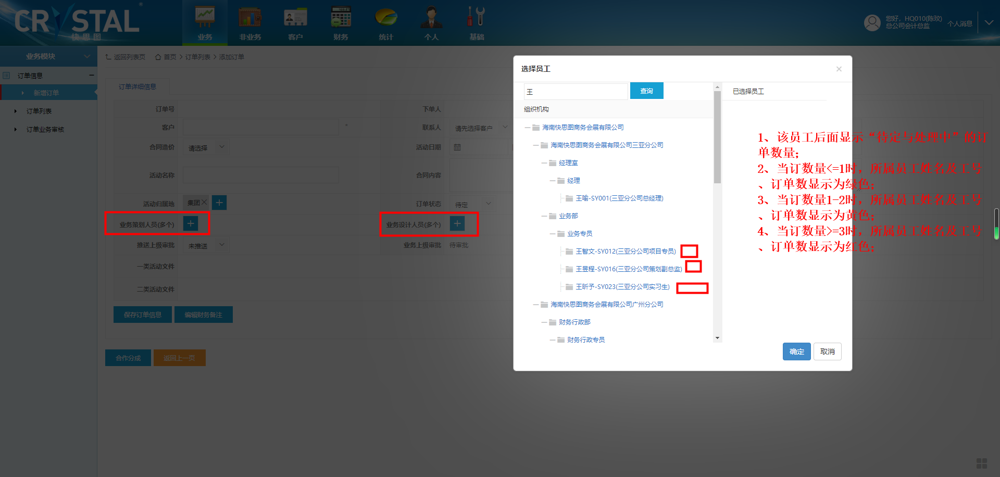 CRYSTAL
®
快思图
业务
非业务
客户
财务
统计
个人
基础
您好，HQ010(陈玟)
总公司会计总监
个人消息
业务模块
订单信息
新增订单
订单列表
订单业务审核
返回列表页 首页 > 订单列表 > 添加订单
订单详细信息
订单号
下单人
客户
*
联系人
请先选择客户
合同造价
请选择
活动日期
活动名称
合同内容
活动归属地
集团
订单状态
待定
业务策划人员(多个)
业务设计人员(多个)
推送上级审批
未推送
业务上级审批
待审批
一类活动文件
二类活动文件
保存订单信息
编辑财务备注
合作分成
返回上一页
选择员工
×
王
查询
已选择员工
组织机构
海南快思图商务会展有限公司
海南快思图商务会展有限公司三亚分公司
经理室
经理
王喻-SY001(三亚分公司总经理)
业务部
业务专员
王智文-SY012(三亚分公司项目专员)
王昱程-SY016(三亚分公司策划副总监)
王昕予-SY023(三亚分公司实习生)
海南快思图商务会展有限公司广州分公司
财务行政部
财务行政专员
1、该员工后面显示“待定与处理中”的订
单数量；
2、当订数量<=1时，所属员工姓名及工号
、订单数显示为绿色；
3、当订数量1-2时，所属员工姓名及工号
、订单数显示为黄色；
4、当订数量>=3时，所属员工姓名及工号
、订单数显示为红色；
确定
取消